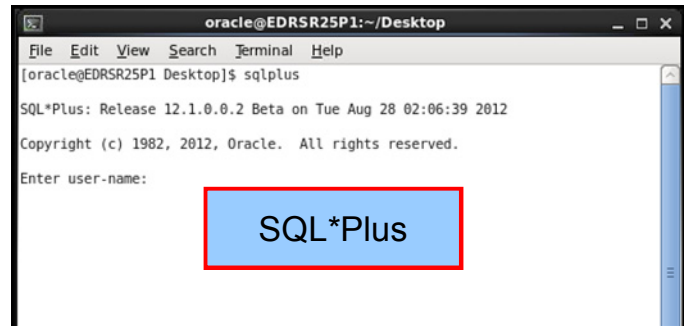 oracle@EDRSR25P1:~/Desktop
File Edit View Search Terminal Help
[oracle@EDRSR25P1 Desktop]$ sqlplus
SQL*Plus: Release 12.1.0.0.2 Beta on Tue Aug 28 02:06:39 2012
Copyright (c) 1982, 2012, Oracle. All rights reserved.
Enter user-name:
SQL*Plus